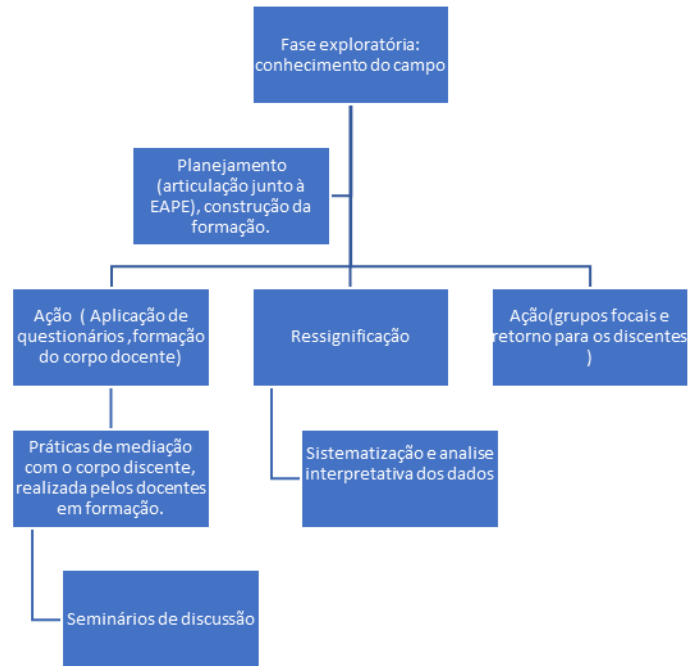 Fase exploratória:
conhecimento do campo
Planejamento
(articulação junto à
EAPE), construção da
formação.
Ação ( Aplicação de
questionários ,formação
do corpo docente)
Ressignificação
Ação(grupos focais e
retorno para os discentes
)
Práticas de mediação
com o corpo discente,
realizada pelos docentes
em formação.
Sistematização e analise
interpretativa dos dados
Seminários de discussão